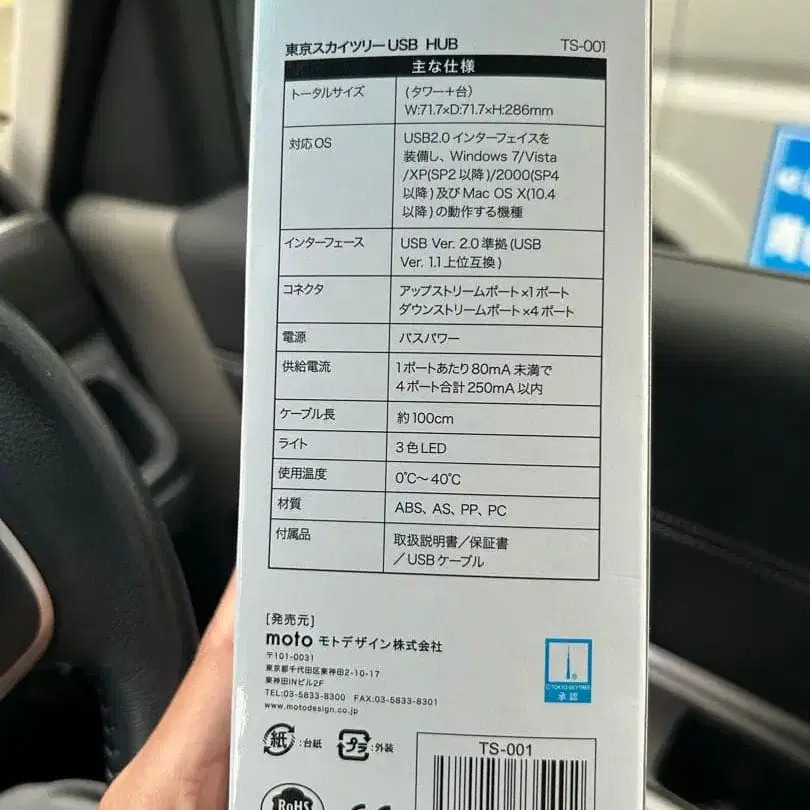 東京スカイツリーUSB HUB TS-001
主な仕様
トータルサイズ (タワー+台)
W:71.7×D:71.7×H:286mm
対応OS USB2.0インターフェイスを
装備し、Windows 7/Vista
/XP(SP2以降)/2000(SP4
以降)及びMac OS X(10.4
以降)の動作する機種
インターフェース USB Ver. 2.0準拠(USB
Ver. 1.1上位互換)
コネクタ アップストリームポート×1ポート
ダウンストリームポート×4ポート
電源 バスパワー
供給電流 1ポートあたり80mA未満で
4ポート合計250mA以内
ケーブル長 約100cm
ライト 3色LED
使用温度 0℃〜40℃
材質 ABS、AS、PP、PC
付属品 取扱説明書/保証書
/USBケーブル
[発売元]
moto モトデザイン株式会社
〒101-0031
東京都千代田区東神田2-10-17
東神田INビル2F
TEL:03-5833-8300 FAX:03-5833-8301
www.motodesign.co.jp
©TOKYO-SKYTREE
承認
紙:台紙 プラ:外装
TS-001
RoHS